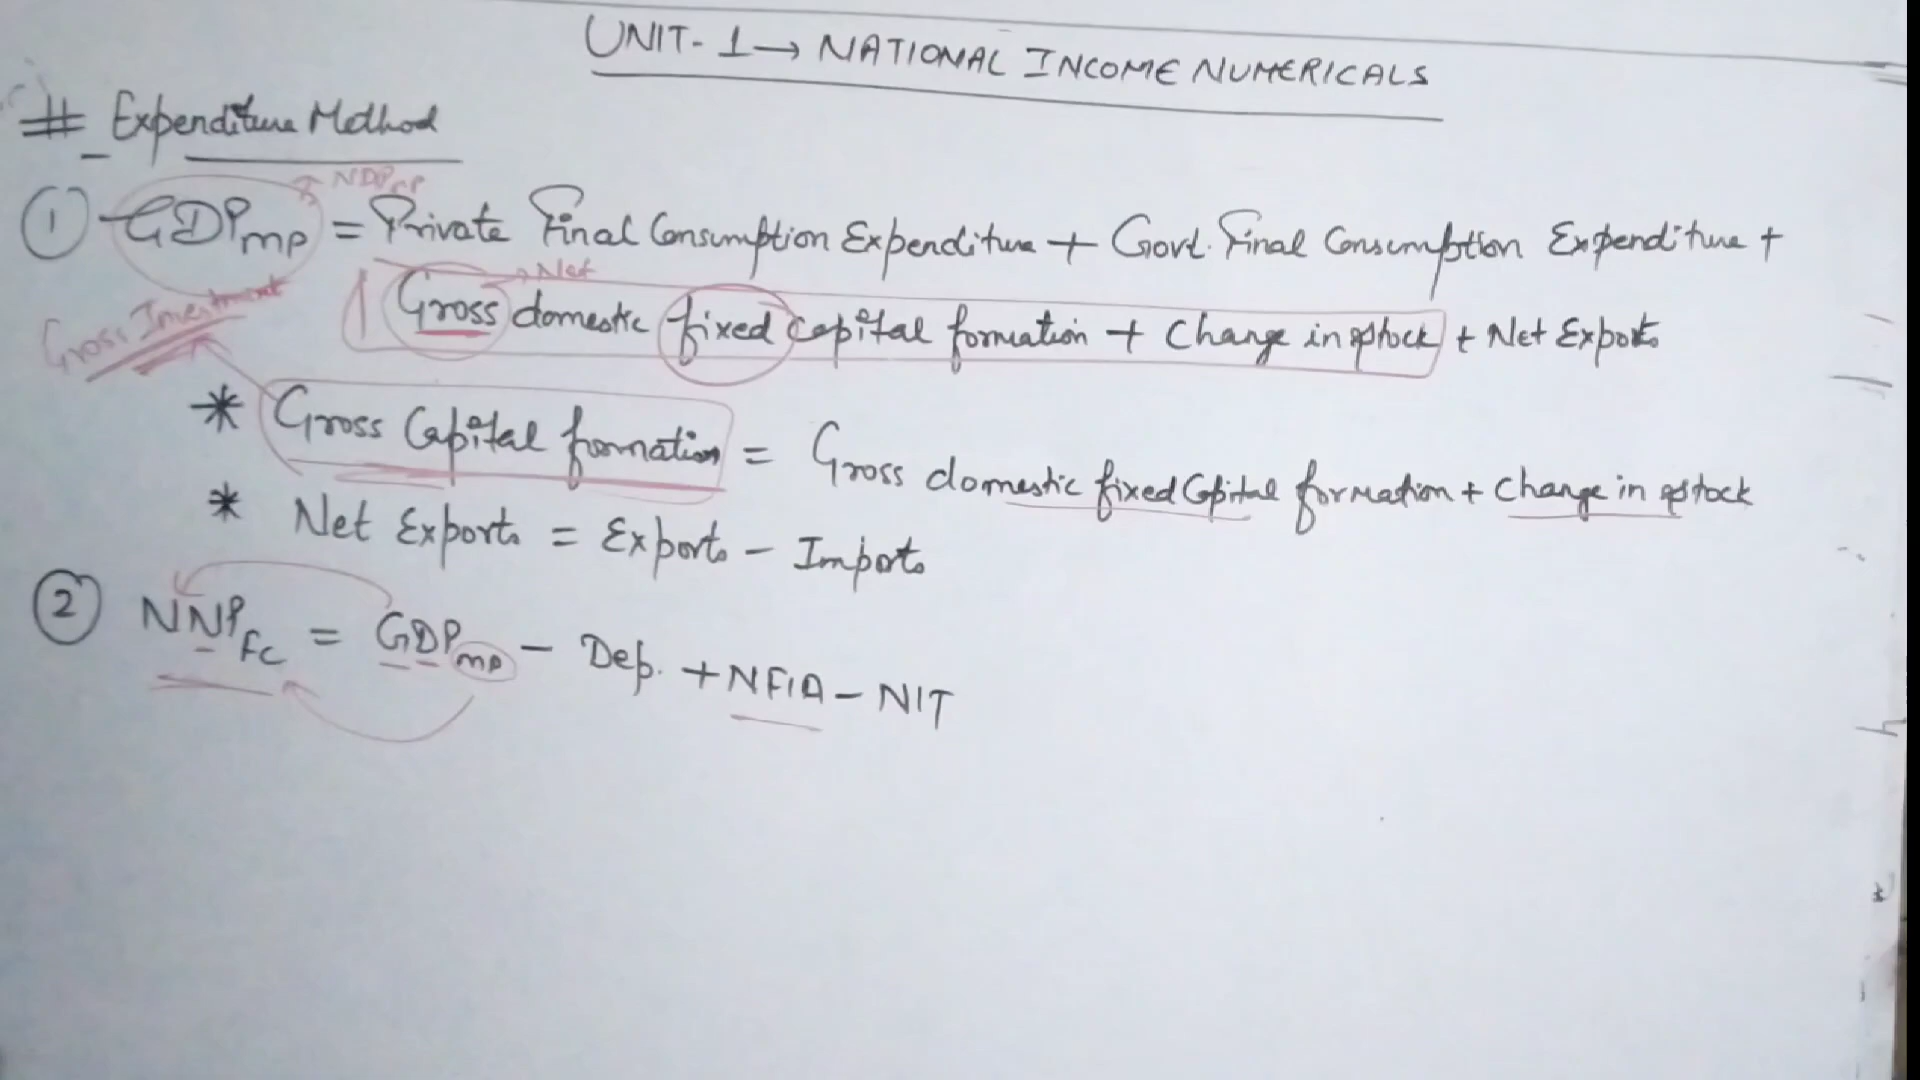 UNIT-1→ NATIONAL INCOME NUMERICALS
# Expenditure Method
NDPMP
① GDPMP = Private Final Consumption Expenditure + Govt. Final Consumption Expenditure +
Net
Gross domestic fixed capital formation + Change in stock + Net Exports
Gross Investment
* Gross Capital formation = Gross domestic fixed Capital formation + Change in stock
* Net Exports = Exports - Imports
② NNPFC = GDPMP - Dep. + NFIA - NIT